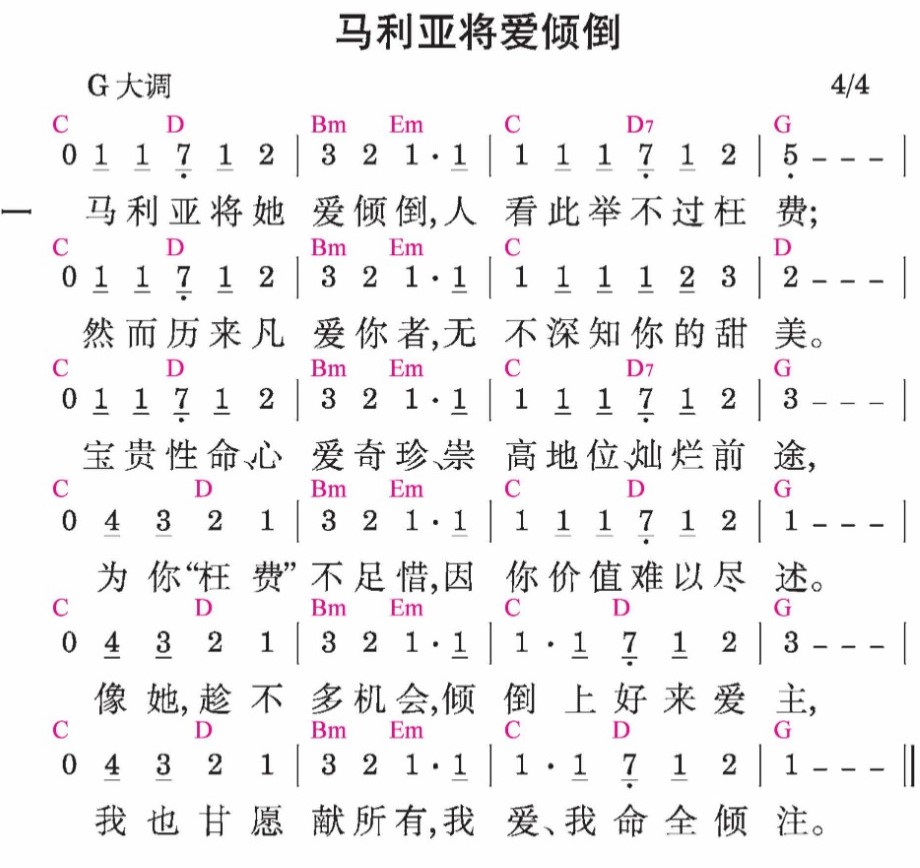 马利亚将爱倾倒
G 大调 4/4
C D Bm Em C D7 G
0 1 1 7 1 2 | 3 2 1 · 1 | 1 1 1 7 1 2 | 5 - - - |
一 马利亚将她 爱倾倒,人 看此举不过枉 费;
C D Bm Em C D
0 1 1 7 1 2 | 3 2 1 · 1 | 1 1 1 1 2 3 | 2 - - - |
然而历来凡 爱你者,无 不深知你的甜 美。
C D Bm Em C D7 G
0 1 1 7 1 2 | 3 2 1 · 1 | 1 1 1 7 1 2 | 3 - - - |
宝贵性命、心 爱奇珍、崇 高地位、灿烂前 途,
C D Bm Em C D G
0 4 3 2 1 | 3 2 1 · 1 | 1 1 1 7 1 2 | 1 - - - |
为你“枉费” 不足惜,因 你价值难以尽 述。
C D Bm Em C D G
0 4 3 2 1 | 3 2 1 · 1 | 1 · 1 7 1 2 | 3 - - - |
像她,趁不 多机会,倾 倒上好来爱 主,
C D Bm Em C D G
0 4 3 2 1 | 3 2 1 · 1 | 1 · 1 7 1 2 | 1 - - - ‖
我也甘愿 献所有,我 爱、我命全倾 注。